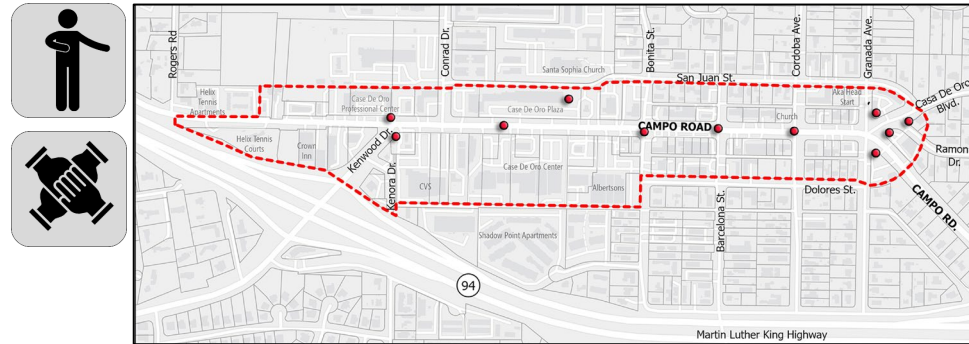 Rogers Rd
Conrad Dr.
Bonita St.
Cordoba Ave.
Granada Ave.
Santa Sophia Church
San Juan St.
Helix
Tennis
Apartments
Case De Oro
Professional Center
Case De Oro Plaza
Aka Head
Start
Casa De Oro
Blvd.
CAMPO ROAD
Church
Helix Tennis
Courts
Crown
Inn
Kenwood Dr.
Kenora Dr.
CVS
Case De Oro Center
Albertsons
Ramon
Dr.
Dolores St.
Barcelona St.
CAMPO RD.
Shadow Point Apartments
94
Martin Luther King Highway